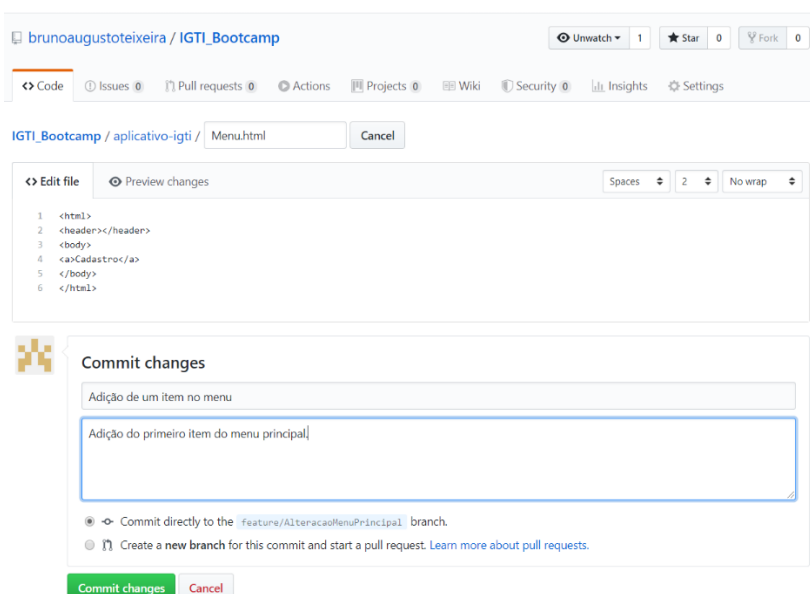 brunoaugustoteixeira / IGTI_Bootcamp
Unwatch 1 Star 0 Fork 0
Code Issues 0 Pull requests 0 Actions Projects 0 Wiki Security 0 Insights Settings
IGTI_Bootcamp / aplicativo-igti / Menu.html Cancel
<> Edit file Preview changes Spaces 2 No wrap
1 <html>
2 <header></header>
3 <body>
4 <a>Cadastro</a>
5 </body>
6 </html>
Commit changes
Adição de um item no menu
Adição do primeiro item do menu principal.
Commit directly to the feature/AlteracaoMenuPrincipal branch.
Create a new branch for this commit and start a pull request. Learn more about pull requests.
Commit changes Cancel